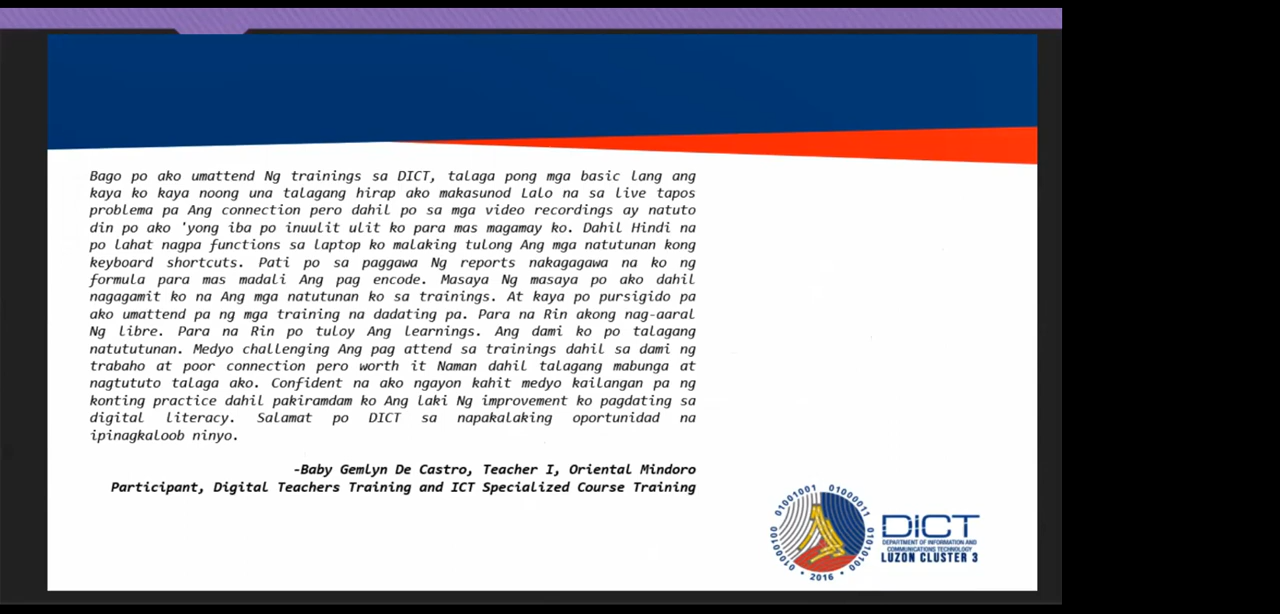 Bago po ako umattend Ng trainings sa DICT, talaga pong mga basic lang ang
kaya ko kaya noong una talagang hirap ako makasunod Lalo na sa live tapos
problema pa Ang connection pero dahil po sa mga video recordings ay natuto
din po ako 'yong iba po inuulit ulit ko para mas magamay ko. Dahil Hindi na
po lahat nagpa functions sa laptop ko malaking tulong Ang mga natutunan kong
keyboard shortcuts. Pati po sa paggawa Ng reports nakagagawa na ko ng
formula para mas madali Ang pag encode. Masaya Ng masaya po ako dahil
nagagamit ko na Ang mga natutunan ko sa trainings. At kaya po pursigido pa
ako umattend pa ng mga training na dadating pa. Para na Rin akong nag-aaral
Ng libre. Para na Rin po tuloy Ang learnings. Ang dami ko po talagang
natututunan. Medyo challenging Ang pag attend sa trainings dahil sa dami ng
trabaho at poor connection pero worth it Naman dahil talagang mabunga at
nagtututo talaga ako. Confident na ako ngayon kahit medyo kailangan pa ng
konting practice dahil pakiramdam ko Ang laki Ng improvement ko pagdating sa
digital literacy. Salamat po DICT sa napakalaking oportunidad na
ipinagkaloob ninyo.
-Baby Gemlyn De Castro, Teacher I, Oriental Mindoro
Participant, Digital Teachers Training and ICT Specialized Course Training
01000100 01001001 01000011 01010100
• 2016 •
DiCT
DEPARTMENT OF INFORMATION AND
COMMUNICATIONS TECHNOLOGY
LUZON CLUSTER 3